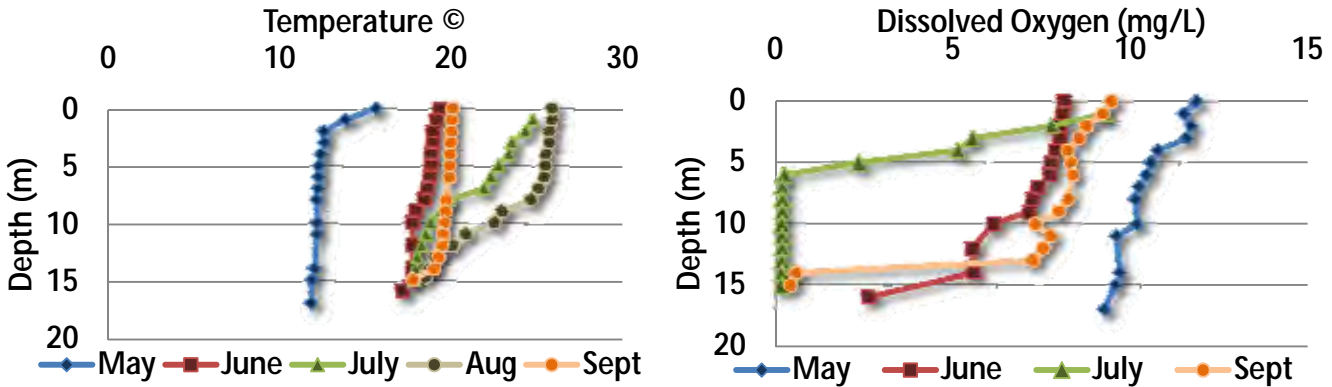 Temperature ©
0 10 20 30
0
5
10
15
20
Depth (m)
May June July Aug Sept
Dissolved Oxygen (mg/L)
0 5 10 15
0
5
10
15
20
Depth (m)
May June July Sept